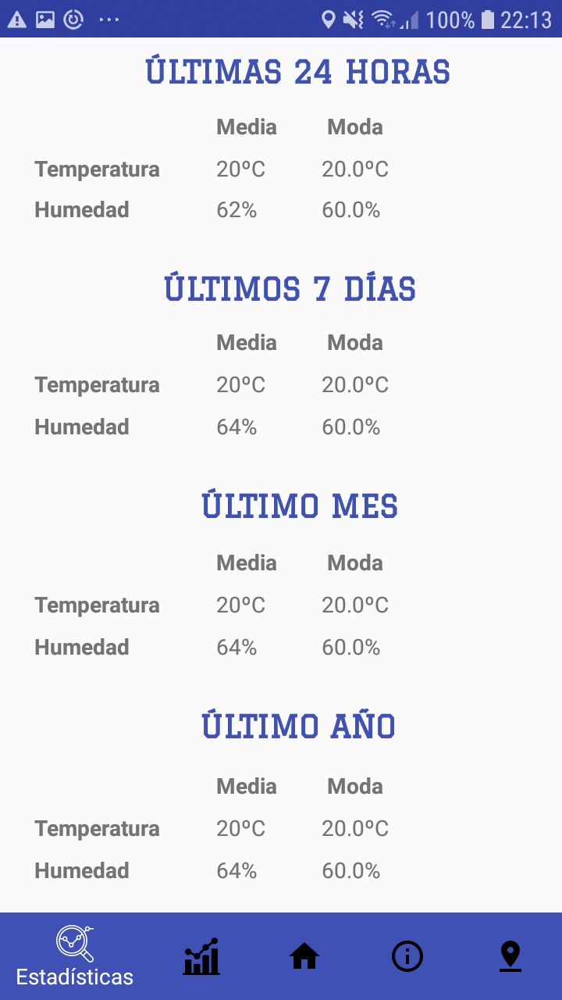 100% 22:13
ÚLTIMAS 24 HORAS
Media Moda
Temperatura 20ºC 20.0ºC
Humedad 62% 60.0%
ÚLTIMOS 7 DÍAS
Media Moda
Temperatura 20ºC 20.0ºC
Humedad 64% 60.0%
ÚLTIMO MES
Media Moda
Temperatura 20ºC 20.0ºC
Humedad 64% 60.0%
ÚLTIMO AÑO
Media Moda
Temperatura 20ºC 20.0ºC
Humedad 64% 60.0%
Estadísticas